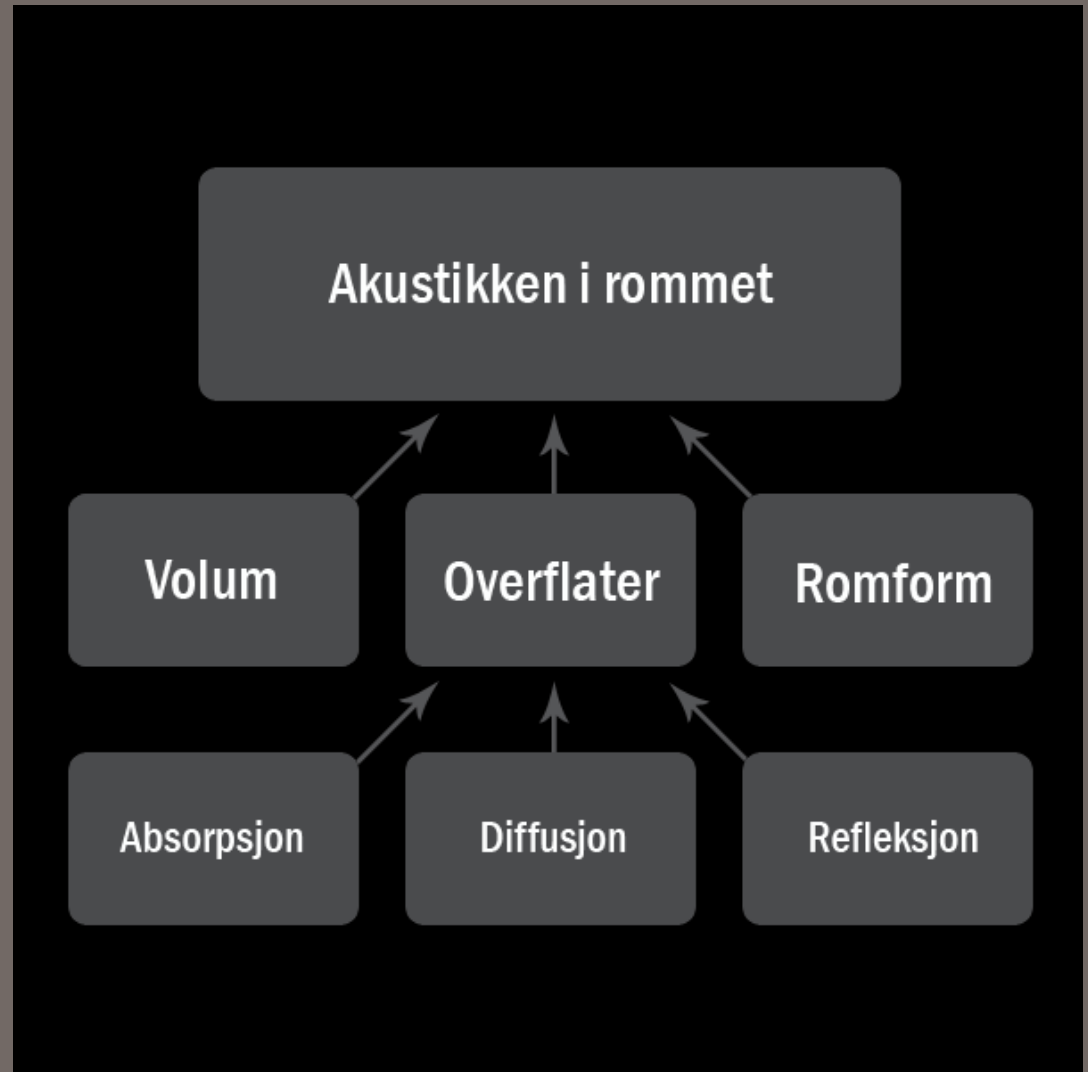 Akustikken i rommet
Volum
Overflater
Romform
Absorpsjon
Diffusjon
Refleksjon